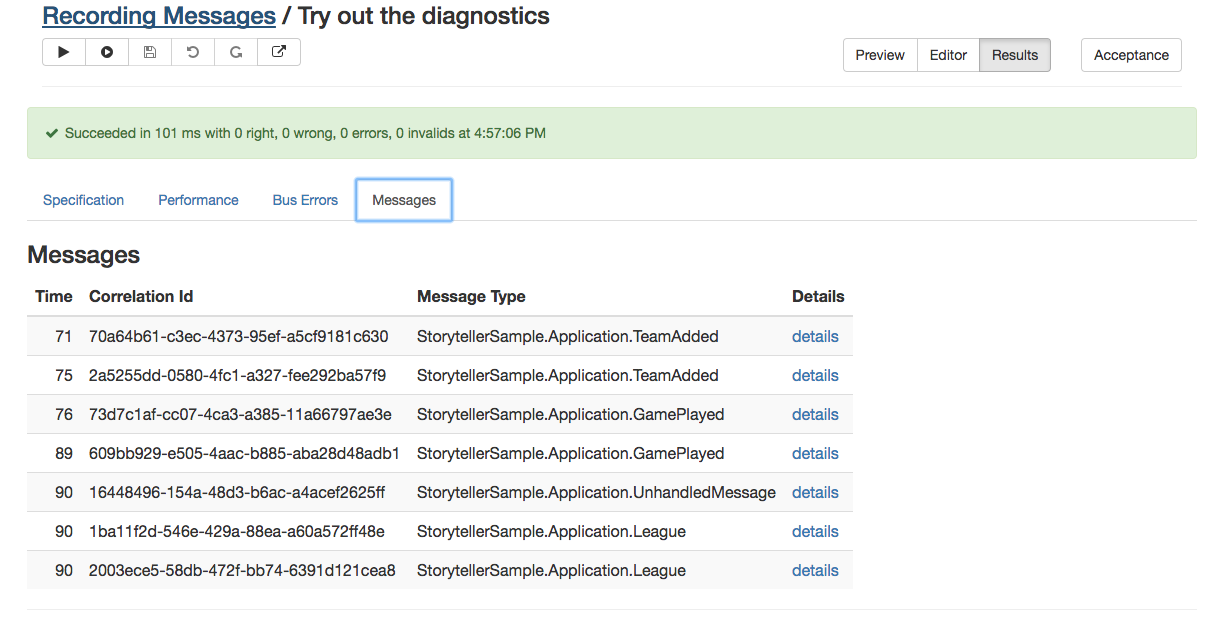 Recording Messages / Try out the diagnostics
Preview Editor Results Acceptance
Succeeded in 101 ms with 0 right, 0 wrong, 0 errors, 0 invalids at 4:57:06 PM
Specification Performance Bus Errors Messages
Messages
Time Correlation Id Message Type Details
71 70a64b61-c3ec-4373-95ef-a5cf9181c630 StorytellerSample.Application.TeamAdded details
75 2a5255dd-0580-4fc1-a327-fee292ba57f9 StorytellerSample.Application.TeamAdded details
76 73d7c1af-cc07-4ca3-a385-11a66797ae3e StorytellerSample.Application.GamePlayed details
89 609bb929-e505-4aac-b885-aba28d48adb1 StorytellerSample.Application.GamePlayed details
90 16448496-154a-48d3-b6ac-a4acef2625ff StorytellerSample.Application.UnhandledMessage details
90 1ba11f2d-546e-429a-88ea-a60a572ff48e StorytellerSample.Application.League details
90 2003ece5-58db-472f-bb74-6391d121cea8 StorytellerSample.Application.League details